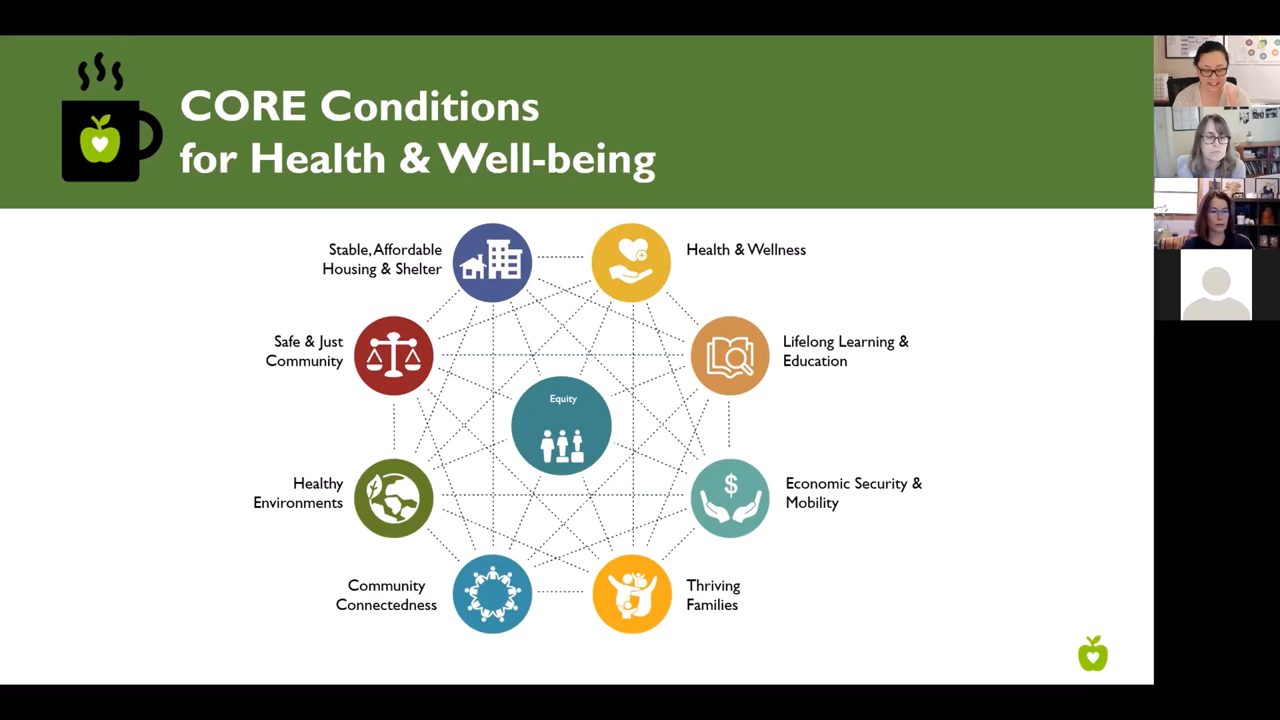 CORE Conditions
for Health & Well-being
Stable, Affordable
Housing & Shelter
Health & Wellness
Safe & Just
Community
Lifelong Learning &
Education
Equity
Healthy
Environments
$
Economic Security &
Mobility
Community
Connectedness
Thriving
Families